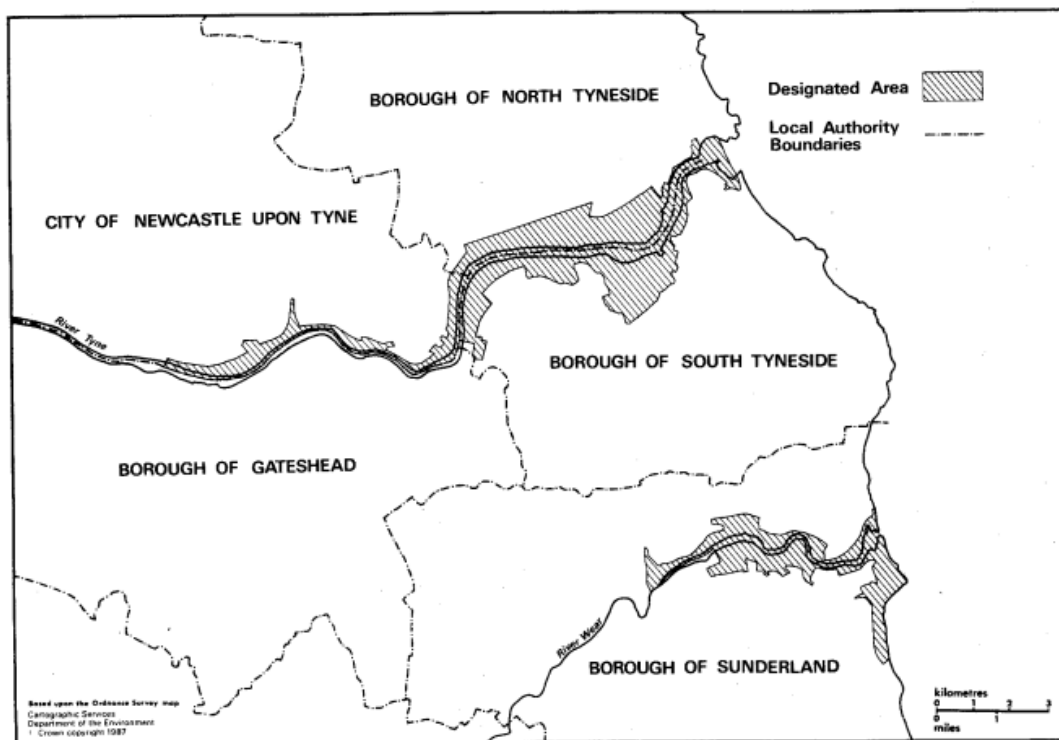 BOROUGH OF NORTH TYNESIDE
Designated Area
Local Authority
Boundaries
CITY OF NEWCASTLE UPON TYNE
River Tyne
BOROUGH OF SOUTH TYNESIDE
BOROUGH OF GATESHEAD
River Wear
BOROUGH OF SUNDERLAND
Based upon the Ordnance Survey map
Cartographic Services
Department of the Environment
Crown copyright 1987
kilometres
0 1 2 3
0 1
miles